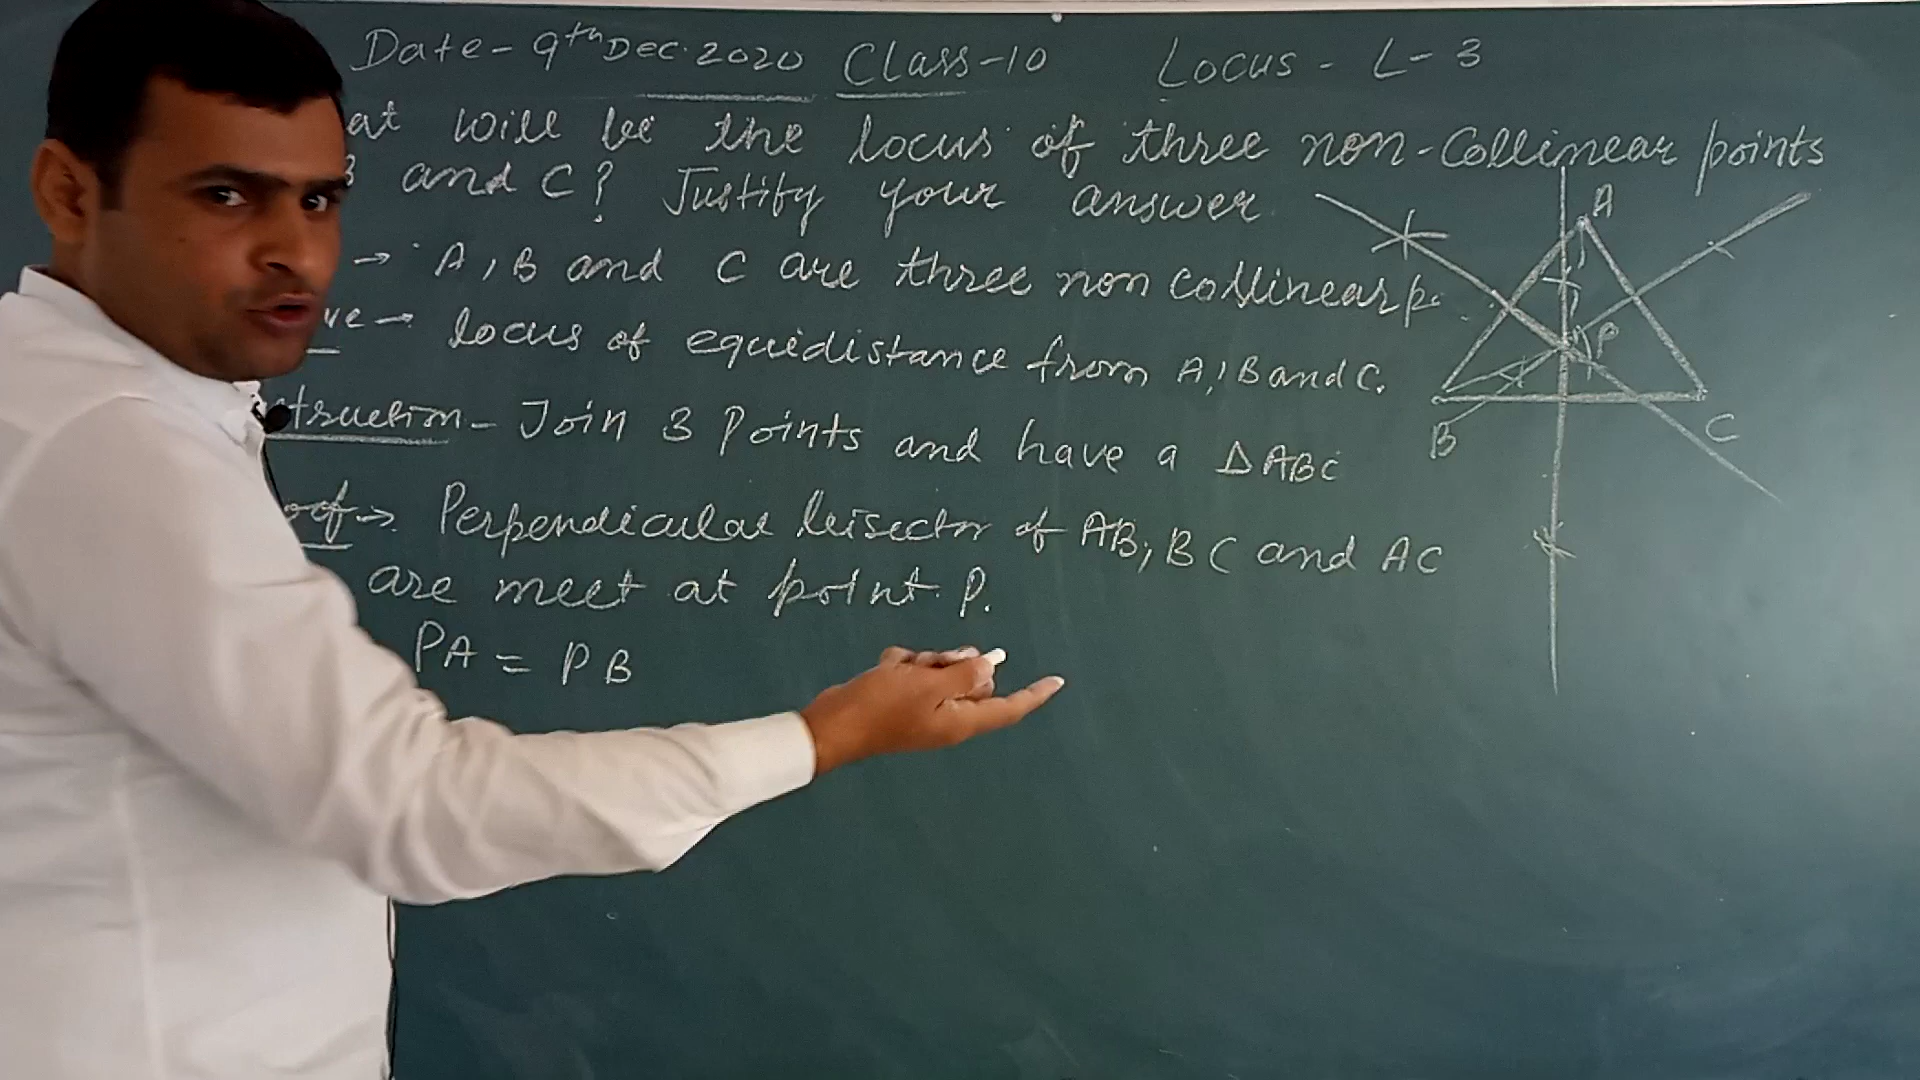 Date - 9th Dec. 2020 Class-10 Locus - L-3
at will be the locus of three non-Collinear points
B and C? Justify your answer
→ A, B and C are three non collinear p.
ve → locus of equidistance from A, B and C.
struction - Join 3 Points and have a △ABC
oof → Perpendicular bisector of AB, BC and AC
are meet at point P.
PA = PB
A
P
B
C